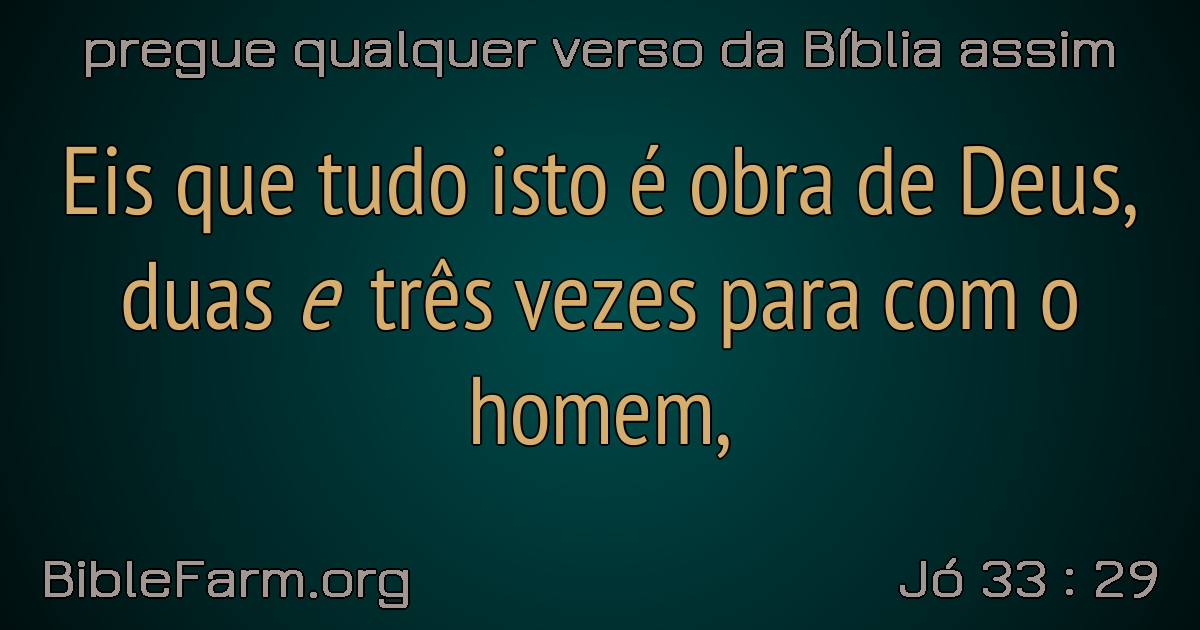 pregue qualquer verso da Bíblia assim
Eis que tudo isto é obra de Deus,
duas e três vezes para com o
homem,
BibleFarm.org
Jó 33 : 29